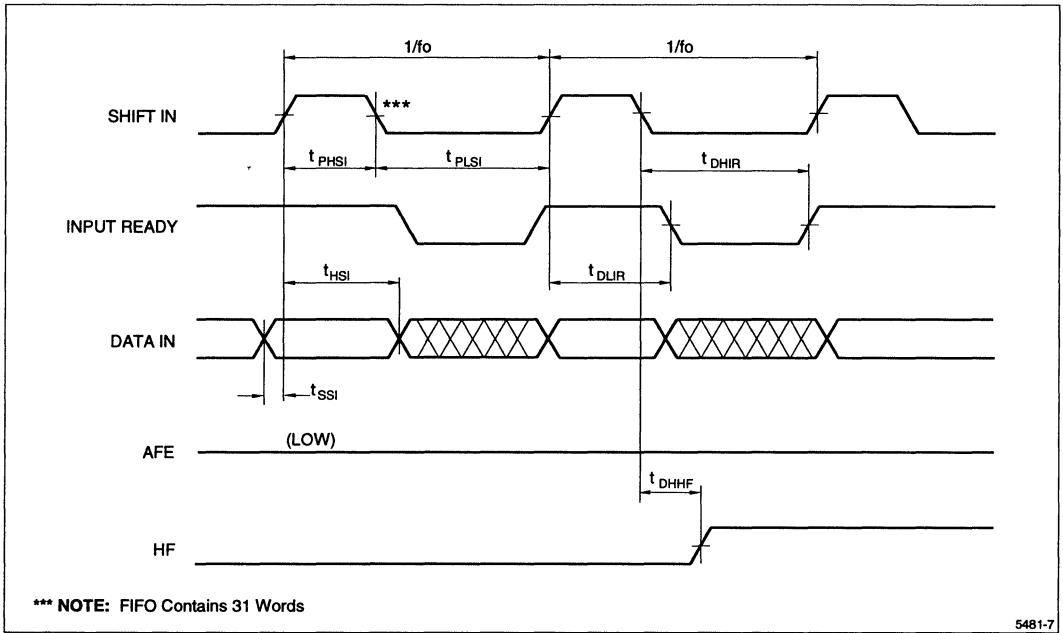 1/fo 1/fo
SHIFT IN ***
t PHSI t PLSI t DHIR
INPUT READY
t HSI t DLIR
DATA IN
t SSI
AFE (LOW)
t DHHF
HF
*** NOTE: FIFO Contains 31 Words
5481-7